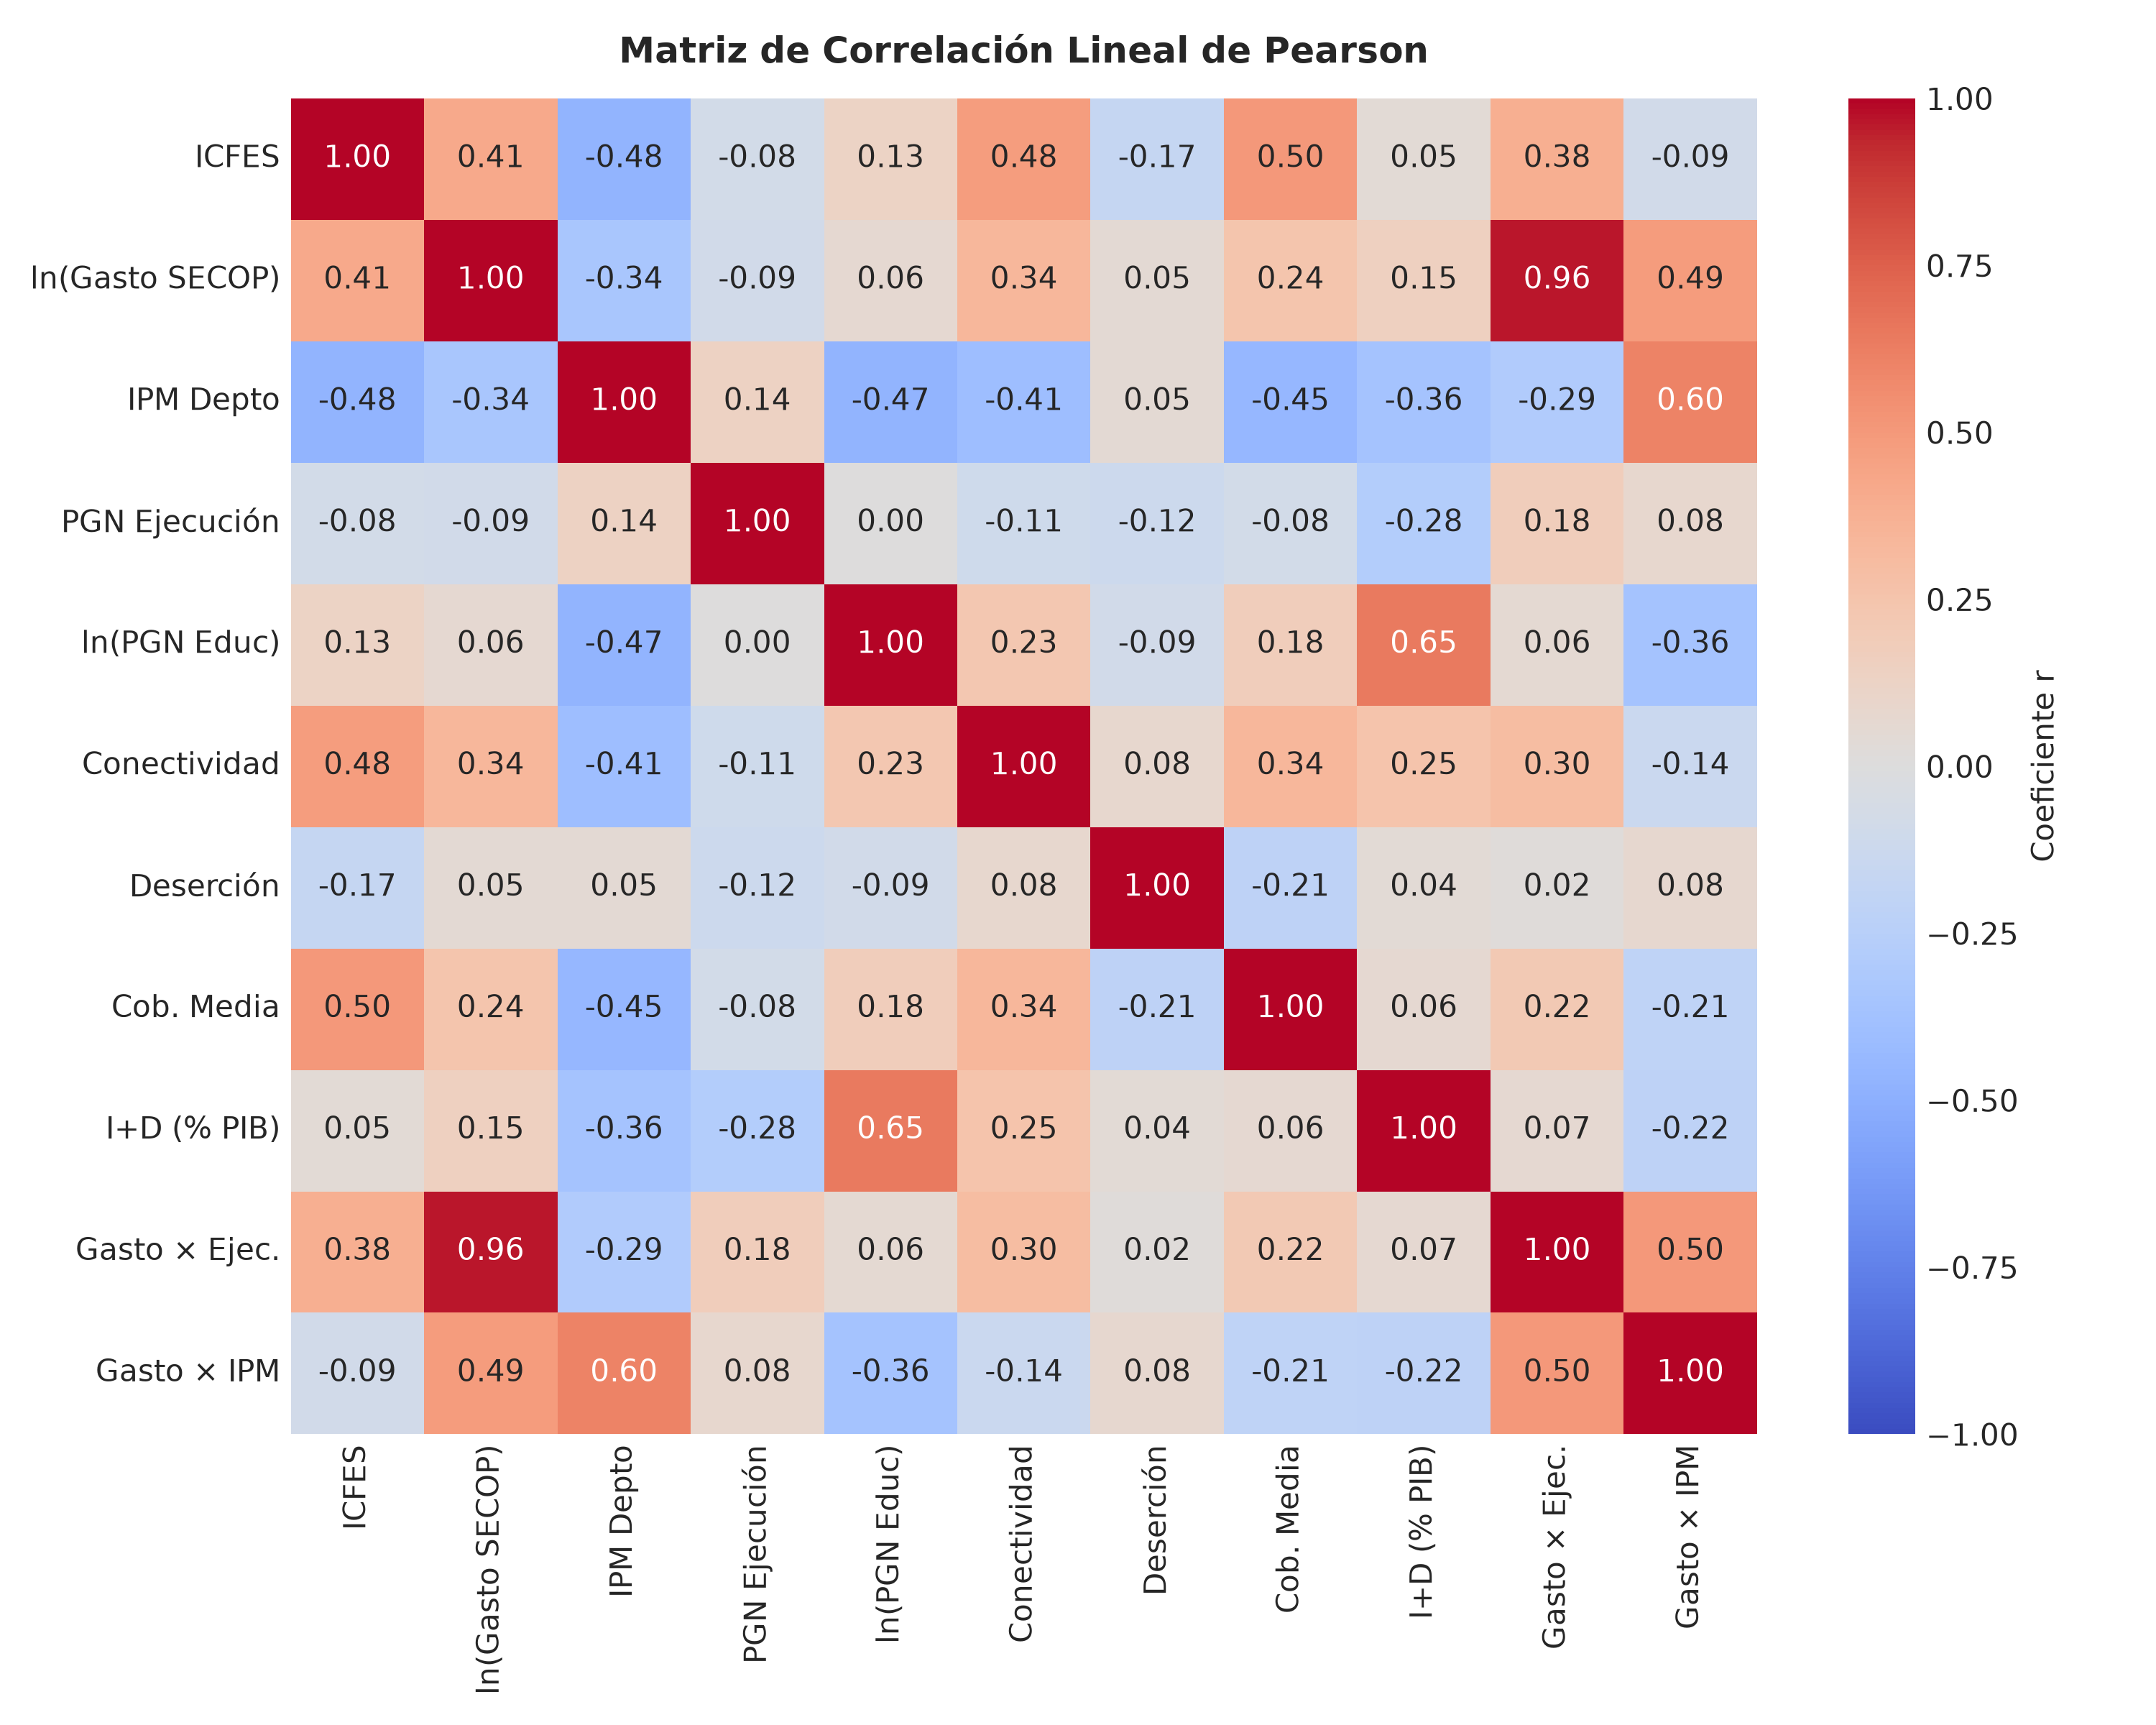 Matriz de Correlación Lineal de Pearson
ICFES 1.00 0.41 -0.48 -0.08 0.13 0.48 -0.17 0.50 0.05 0.38 -0.09
ln(Gasto SECOP) 0.41 1.00 -0.34 -0.09 0.06 0.34 0.05 0.24 0.15 0.96 0.49
IPM Depto -0.48 -0.34 1.00 0.14 -0.47 -0.41 0.05 -0.45 -0.36 -0.29 0.60
PGN Ejecución -0.08 -0.09 0.14 1.00 0.00 -0.11 -0.12 -0.08 -0.28 0.18 0.08
ln(PGN Educ) 0.13 0.06 -0.47 0.00 1.00 0.23 -0.09 0.18 0.65 0.06 -0.36
Conectividad 0.48 0.34 -0.41 -0.11 0.23 1.00 0.08 0.34 0.25 0.30 -0.14
Deserción -0.17 0.05 0.05 -0.12 -0.09 0.08 1.00 -0.21 0.04 0.02 0.08
Cob. Media 0.50 0.24 -0.45 -0.08 0.18 0.34 -0.21 1.00 0.06 0.22 -0.21
I+D (% PIB) 0.05 0.15 -0.36 -0.28 0.65 0.25 0.04 0.06 1.00 0.07 -0.22
Gasto × Ejec. 0.38 0.96 -0.29 0.18 0.06 0.30 0.02 0.22 0.07 1.00 0.50
Gasto × IPM -0.09 0.49 0.60 0.08 -0.36 -0.14 0.08 -0.21 -0.22 0.50 1.00
ICFES
ln(Gasto SECOP)
IPM Depto
PGN Ejecución
ln(PGN Educ)
Conectividad
Deserción
Cob. Media
I+D (% PIB)
Gasto × Ejec.
Gasto × IPM
1.00
0.75
0.50
0.25
0.00
−0.25
−0.50
−0.75
−1.00
Coeficiente r